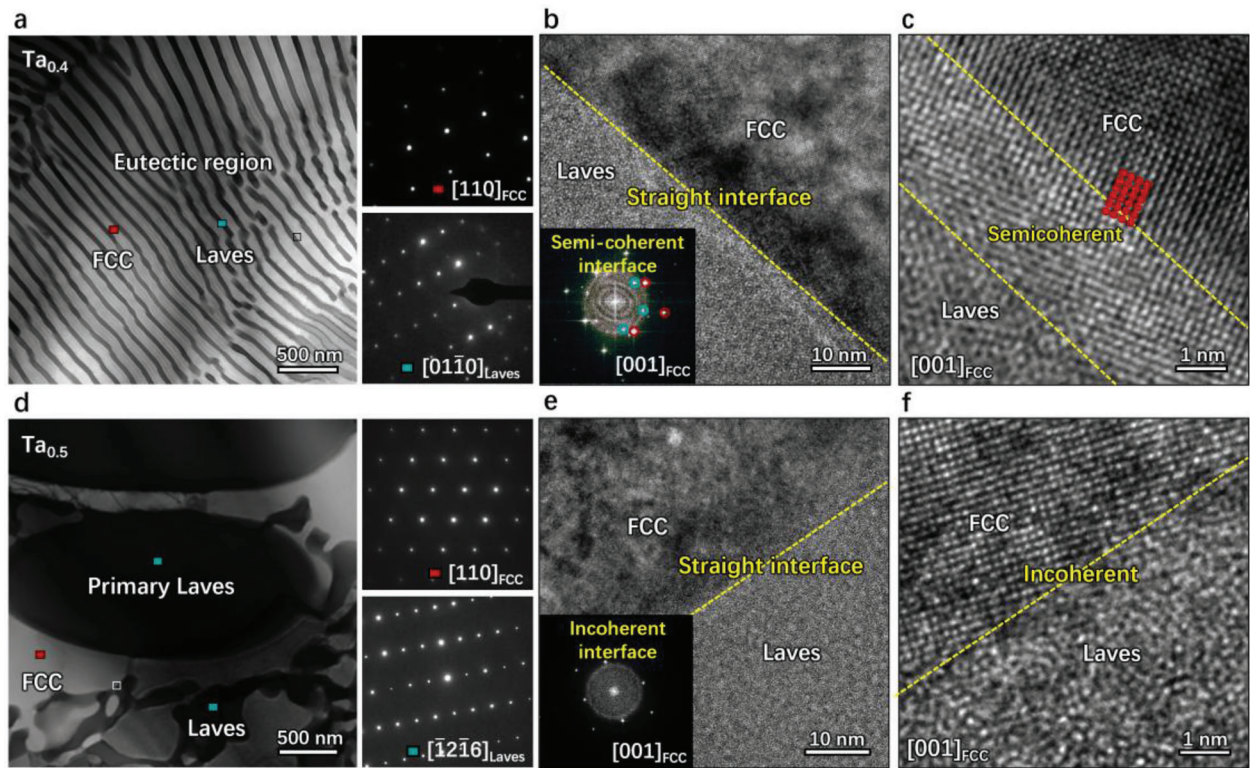 a
Ta0.4
Eutectic region
FCC
Laves
500 nm
[110]FCC
[011̅0]Laves
b
FCC
Laves
Straight interface
Semi-coherent
interface
[001]FCC
10 nm
c
FCC
Semicoherent
Laves
[001]FCC
1 nm
d
Ta0.5
Primary Laves
FCC
Laves
500 nm
[110]FCC
[1̅21̅6]Laves
e
FCC
Straight interface
Incoherent
interface
Laves
[001]FCC
10 nm
f
FCC
Incoherent
Laves
[001]FCC
1 nm